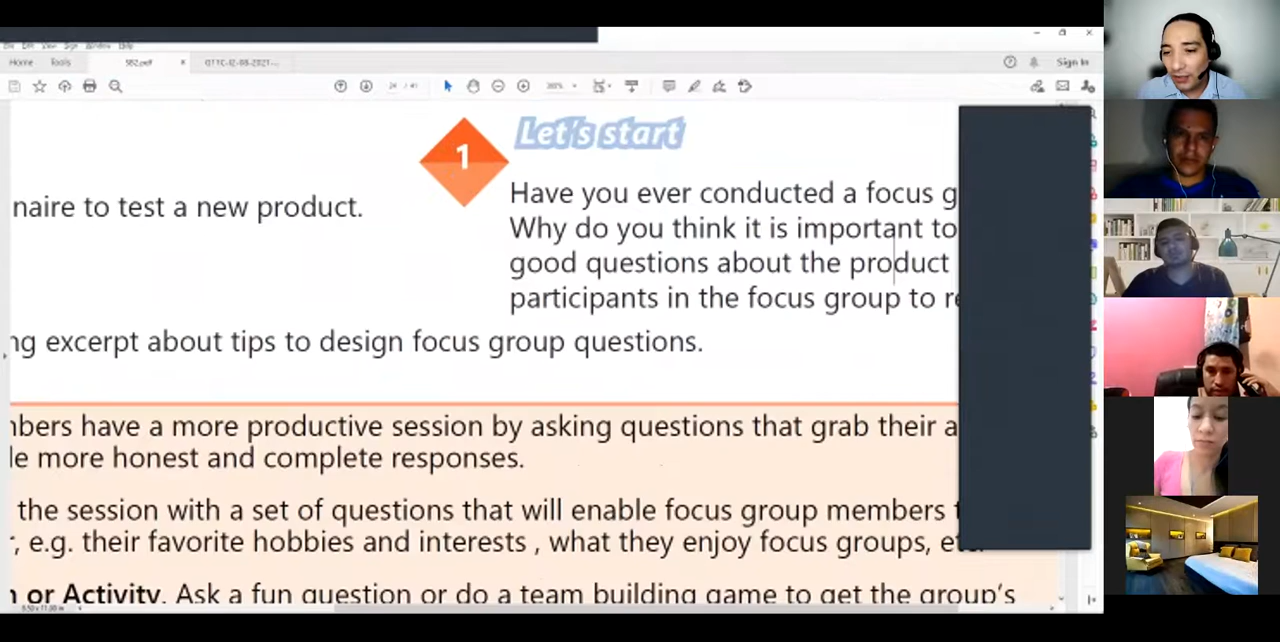 Home Tools SB2.pdf Sign In
Let's start
1
Have you ever conducted a focus g
naire to test a new product.
Why do you think it is important to
good questions about the product
participants in the focus group to re
ng excerpt about tips to design focus group questions.
nbers have a more productive session by asking questions that grab their a
le more honest and complete responses.
the session with a set of questions that will enable focus group members t
, e.g. their favorite hobbies and interests , what they enjoy focus groups, etc.
n or Activity. Ask a fun question or do a team building game to get the group's